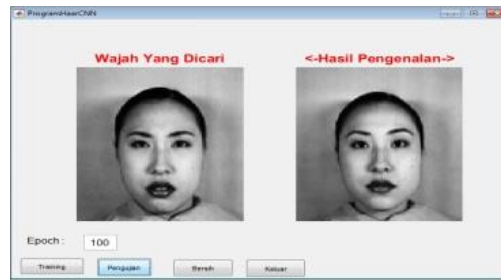 ProgramHaarCNN
Wajah Yang Dicari
<-Hasil Pengenalan->
Epoch :
100
Training
Pengujian
Bersih
Keluar